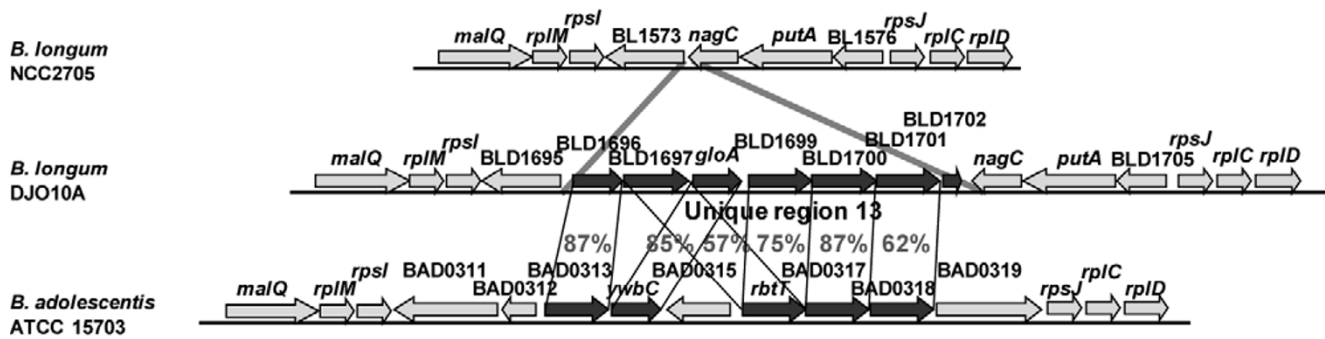 B. longum
NCC2705
malQ rplM rpsI BL1573 nagC putA BL1576 rpsJ rplC rplD
B. longum
DJO10A
malQ rplM rpsI BLD1695 BLD1696 BLD1697 gloA BLD1699 BLD1700 BLD1701 BLD1702 nagC putA BLD1705 rpsJ rplC rplD
Unique region 13
87% 85% 57% 75% 87% 62%
B. adolescentis
ATCC 15703
malQ rplM rpsI BAD0311 BAD0312 BAD0313 ywbC BAD0315 rbtT BAD0317 BAD0318 BAD0319 rpsJ rplC rplD